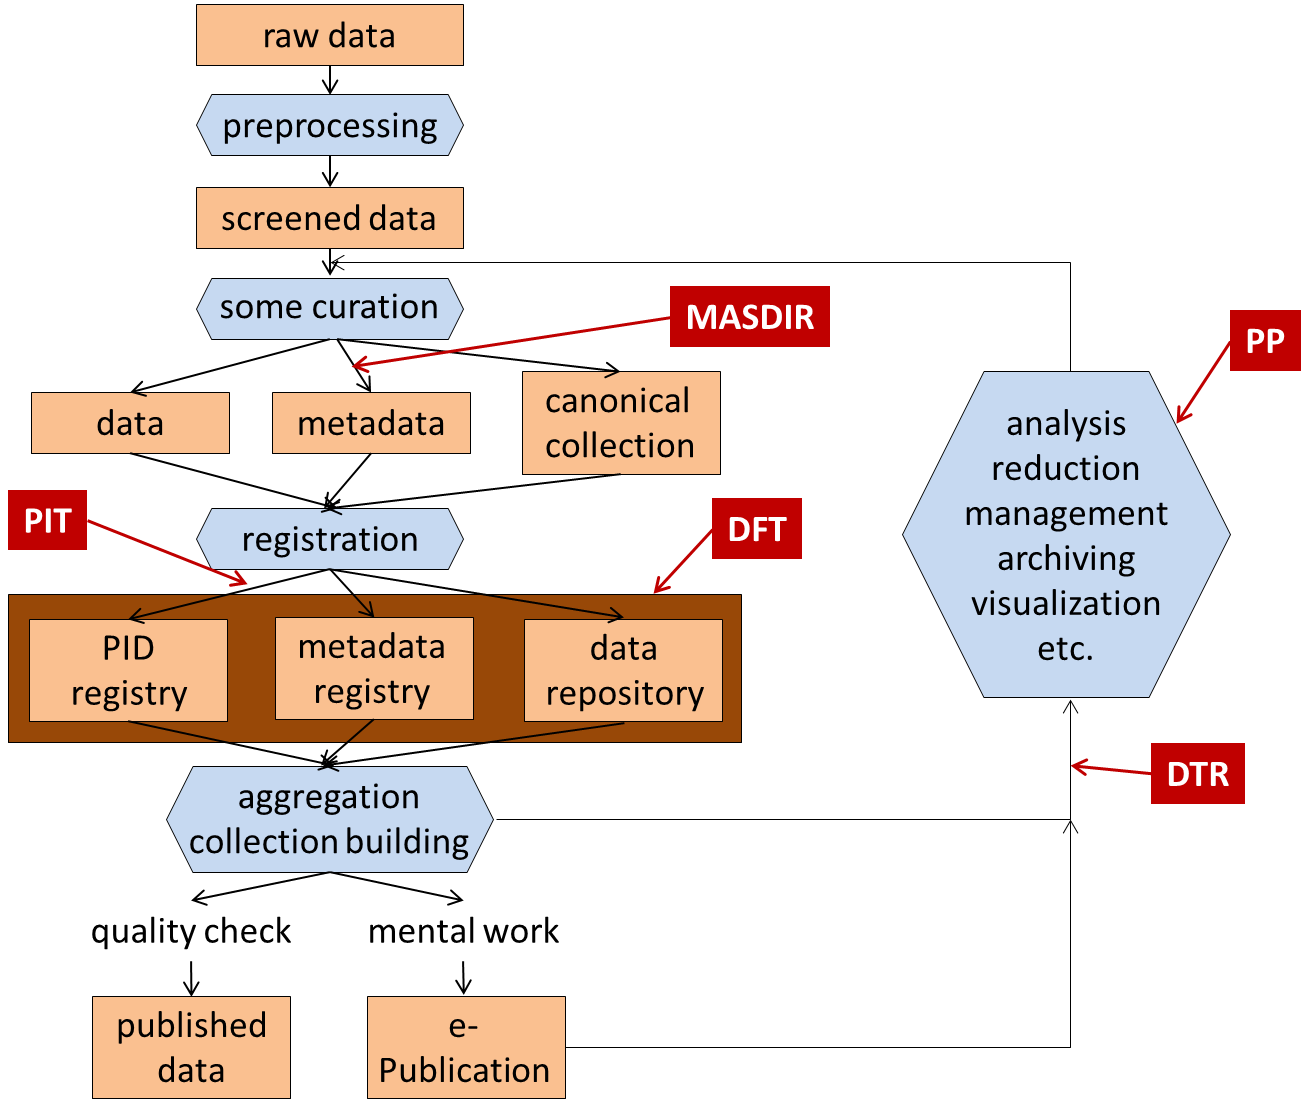 raw data
preprocessing
screened data
some curation
MASDIR
PP
data
metadata
canonical
collection
analysis
reduction
management
archiving
visualization
etc.
PIT
registration
DFT
PID
registry
metadata
registry
data
repository
DTR
aggregation
collection building
quality check
mental work
published
data
e-
Publication